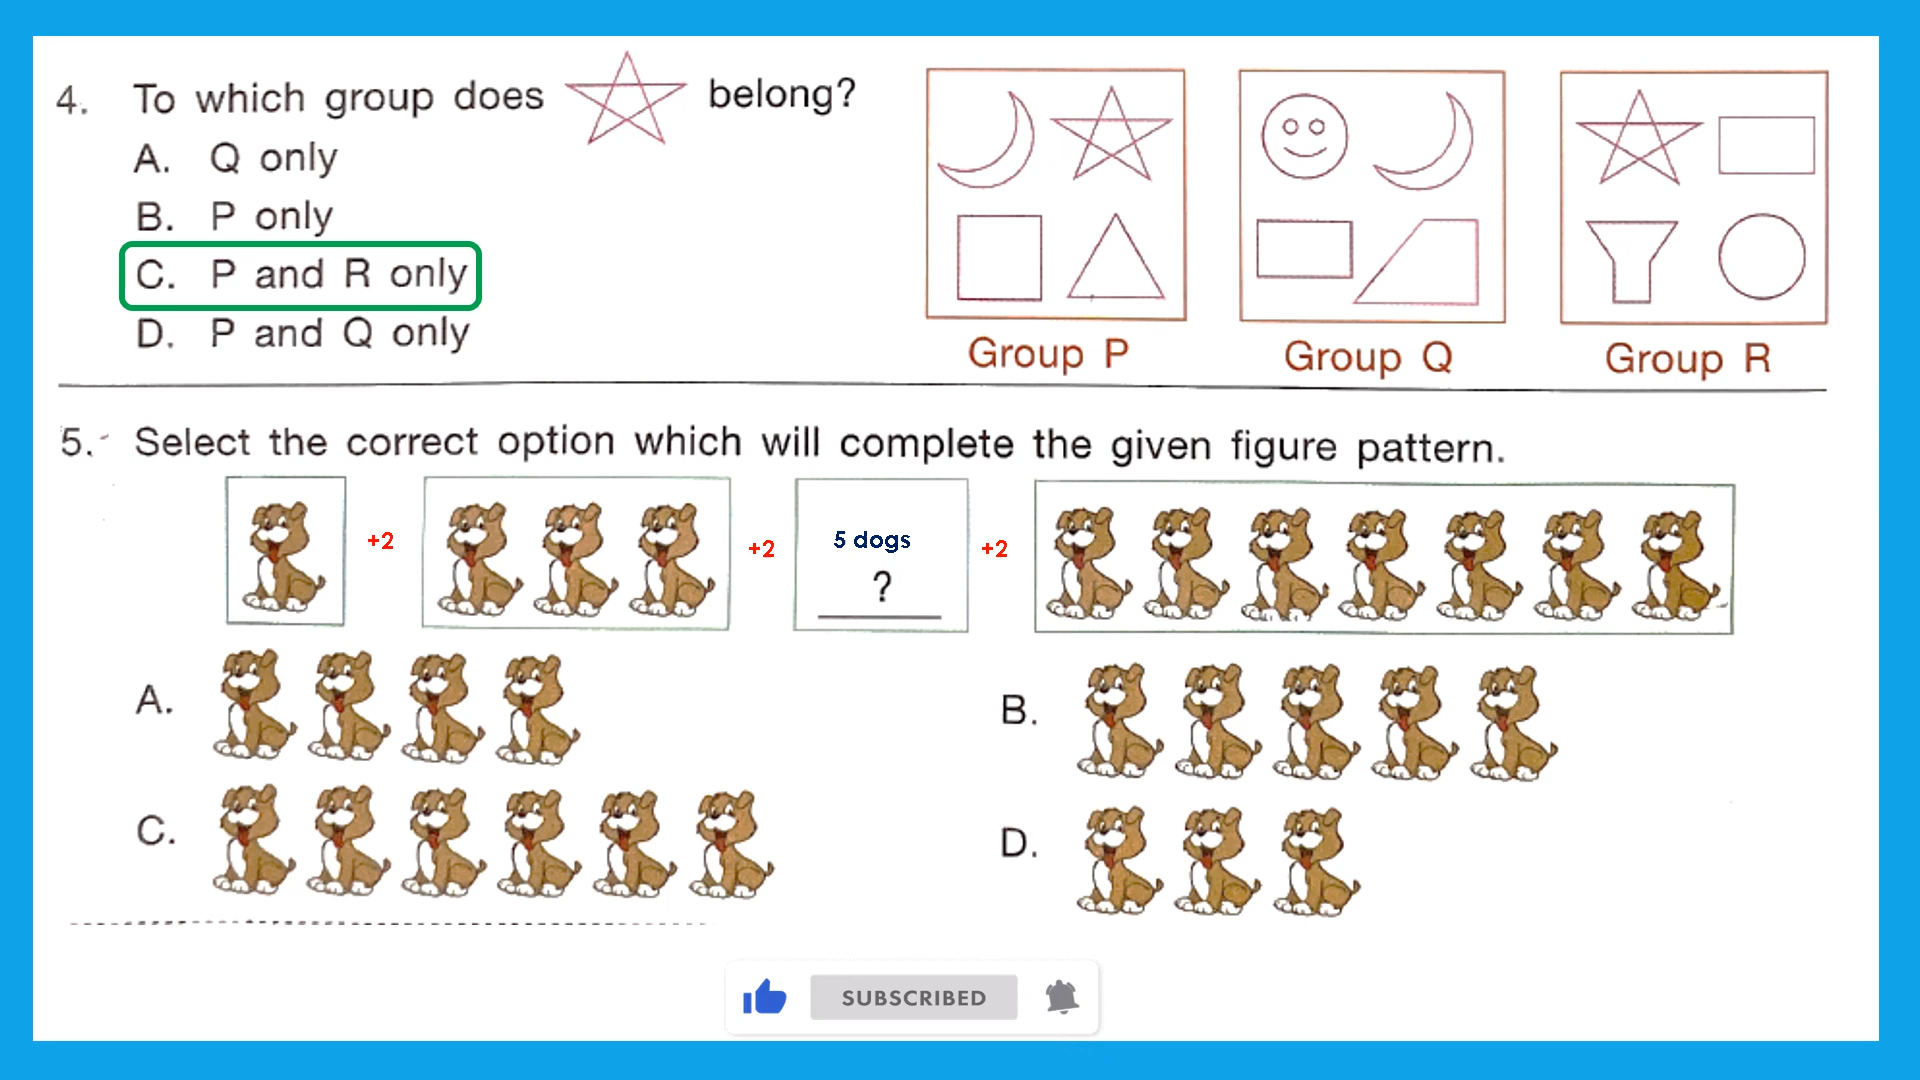 4. To which group does belong?
A. Q only
B. P only
C. P and R only
D. P and Q only
Group P
Group Q
Group R
5. Select the correct option which will complete the given figure pattern.
+2
+2
5 dogs
?
+2
A.
B.
C.
D.
SUBSCRIBED